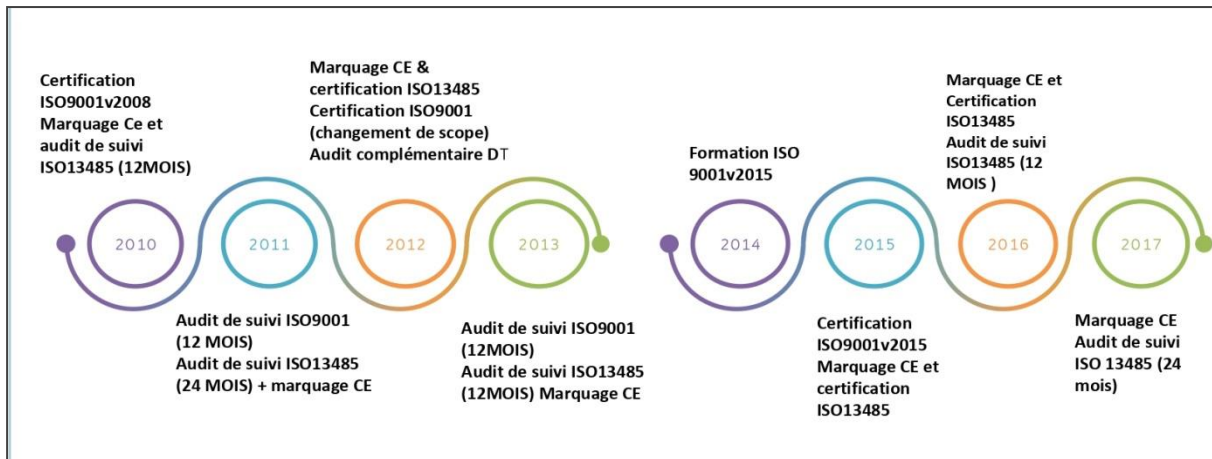 Certification
ISO9001v2008
Marquage Ce et
audit de suivi
ISO13485 (12MOIS)
2010
2011
Audit de suivi ISO9001
(12 MOIS)
Audit de suivi ISO13485
(24 MOIS) + marquage CE
Marquage CE &
certification ISO13485
Certification ISO9001
(changement de scope)
Audit complémentaire DT
2012
2013
Audit de suivi ISO9001
(12MOIS)
Audit de suivi ISO13485
(12MOIS) Marquage CE
Formation ISO
9001v2015
2014
2015
Certification
ISO9001v2015
Marquage CE et
certification
ISO13485
Marquage CE et
Certification
ISO13485
Audit de suivi
ISO13485 (12
MOIS )
2016
2017
Marquage CE
Audit de suivi
ISO 13485 (24
mois)